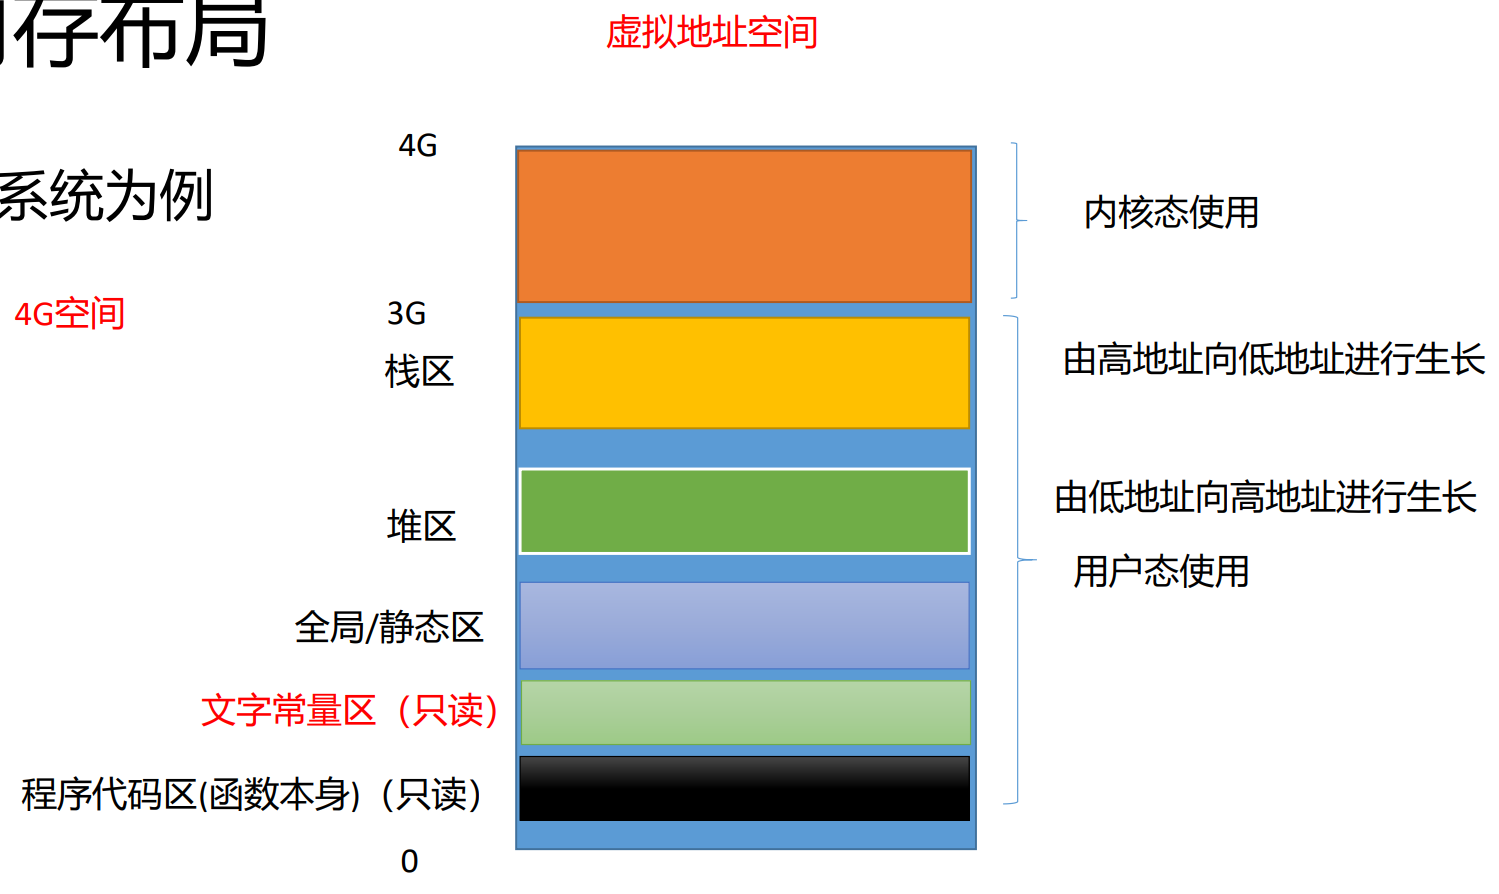 存布局
虚拟地址空间
4G
系统为例
内核态使用
4G空间
3G
栈区
由高地址向低地址进行生长
堆区
由低地址向高地址进行生长
用户态使用
全局/静态区
文字常量区（只读）
程序代码区(函数本身)（只读）
0